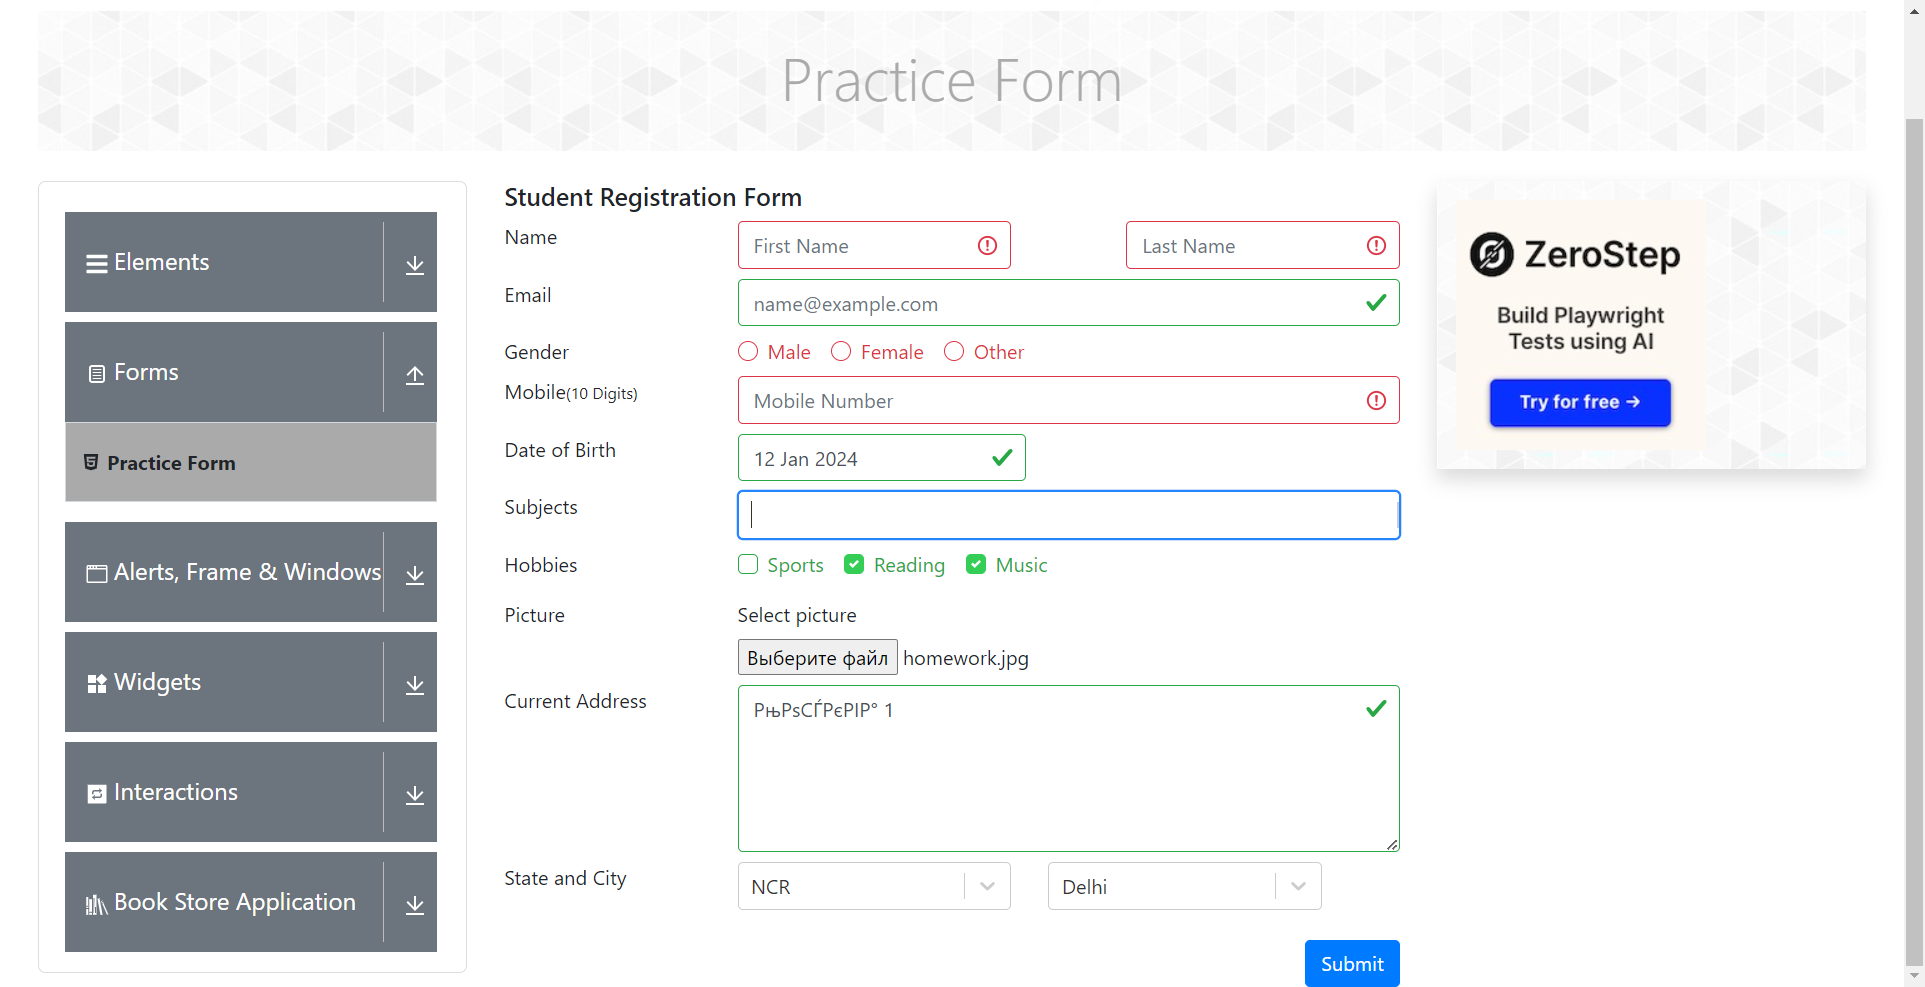 Practice Form
Elements
Forms
Practice Form
Alerts, Frame & Windows
Widgets
Interactions
Book Store Application
Student Registration Form
Name First Name Last Name
Email name@example.com
Gender Male Female Other
Mobile(10 Digits) Mobile Number
Date of Birth 12 Jan 2024
Subjects
Hobbies Sports Reading Music
Picture Select picture
Выберите файл homework.jpg
Current Address РњРѕСЃРєРІР° 1
State and City NCR Delhi
Submit
ZeroStep
Build Playwright
Tests using AI
Try for free →